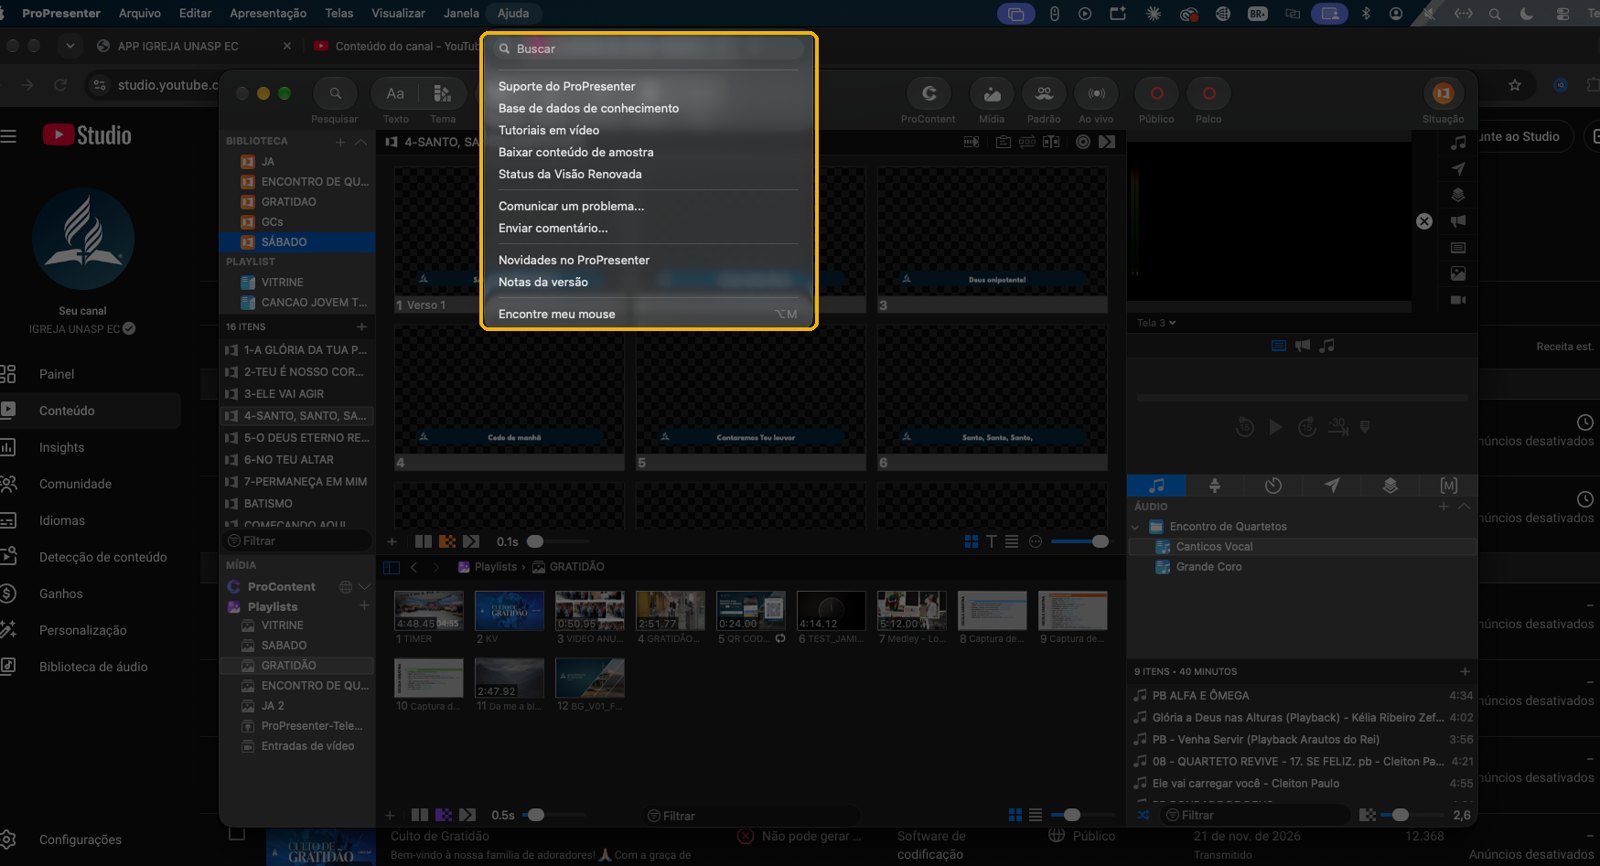 ProPresenter Arquivo Editar Apresentação Telas Visualizar Janela Ajuda
APP IGREJA UNASP EC
Conteúdo do canal - YouTu
studio.youtube.c
Studio
Seu canal
IGREJA UNASP EC
Painel
Conteúdo
Insights
Comunidade
Idiomas
Detecção de conteúdo
Ganhos
Personalização
Biblioteca de áudio
Configurações
Pesquisar
Aa
Texto
Tema
BIBLIOTECA
JA
ENCONTRO DE QU...
GRATIDAO
GCs
SÁBADO
PLAYLIST
VITRINE
CANCAO JOVEM T...
16 ITENS
1-A GLÓRIA DA TUA P...
2-TEU É NOSSO COR...
3-ELE VAI AGIR
4-SANTO, SANTO, SA...
5-O DEUS ETERNO RE...
6-NO TEU ALTAR
7-PERMANEÇA EM MIM
BATISMO
COMEÇANDO AQUI
Filtrar
MÍDIA
ProContent
Playlists
VITRINE
SABADO
GRATIDÃO
ENCONTRO DE QU...
JA 2
ProPresenter-Tele...
Entradas de vídeo
Buscar
Suporte do ProPresenter
Base de dados de conhecimento
Tutoriais em vídeo
Baixar conteúdo de amostra
Status da Visão Renovada
Comunicar um problema...
Enviar comentário...
Novidades no ProPresenter
Notas da versão
Encontre meu mouse ⌥M
4-SANTO, SA
1 Verso 1
Deus onipotente!
3
Cedo de manhã
4
Cantaremos Teu louvor
5
Santo, Santo, Santo,
6
0.1s
Playlists › GRATIDÃO
4:48.45 04:55
1 TIMER
CULTO DE GRATIDÃO
2 KV
0:50.95
3 VIDEO ANU...
2:51.77
4 GRATIDÃO...
0:24.00
5 QR COD...
4:14.12
6 TEST_JAMI...
5:12.00
7 Medley - Lo...
8 Captura de...
9 Captura de...
10 Captura d...
2:47.92
11 Da me a bi...
12 BG_V01_F...
0.5s
Filtrar
ProContent
Mídia
Padrão
Ao vivo
Público
Palco
Situação
Tela 3
ÁUDIO
Encontro de Quartetos
Canticos Vocal
Grande Coro
9 ITENS • 40 MINUTOS
PB ALFA E ÔMEGA 4:34
Glória a Deus nas Alturas (Playback) - Kélia Ribeiro Zef... 4:02
PB - Venha Servir (Playback Arautos do Rei) 3:56
08 - QUARTETO REVIVE - 17. SE FELIZ. pb - Cleiton Pa... 4:21
Ele vai carregar você - Cleiton Paulo 4:55
Filtrar
2,6
unte ao Studio
Receita est.
núncios desativados
núncios desativados
núncios desativados
núncios desativados
núncios desativados
Anúncios desativados
CULTO DE GRATIDÃO
Culto de Gratidão
Bem-vindo à nossa família de adoradores! 🙏 Com a graça de
Não pode gerar ...
Software de codificação
Público
21 de nov. de 2026
Transmitido
12.368